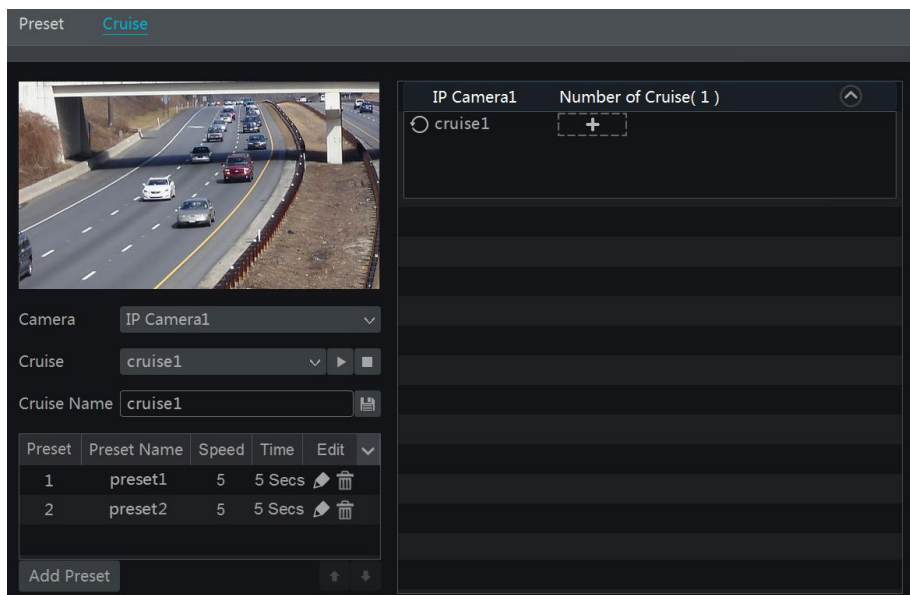 Preset Cruise
IP Camera1 Number of Cruise( 1 )
cruise1
Camera IP Camera1
Cruise cruise1
Cruise Name cruise1
Preset Preset Name Speed Time Edit
1 preset1 5 5 Secs
2 preset2 5 5 Secs
Add Preset